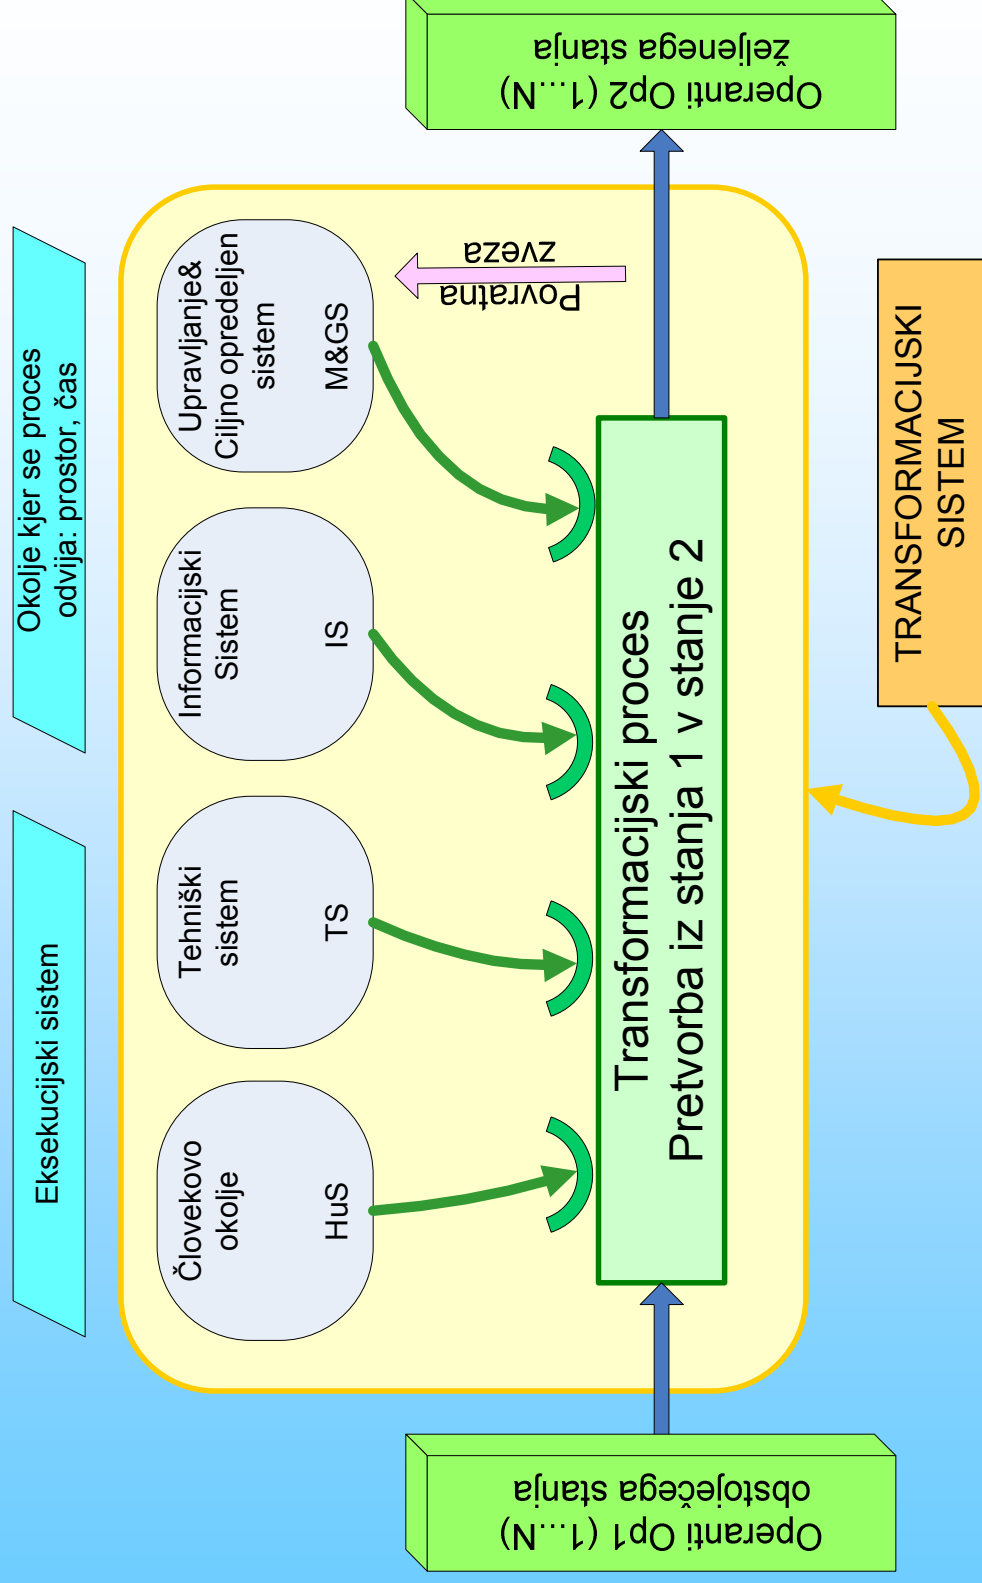 Eksekucijski sistem
Okolje kjer se proces
odvija: prostor, čas
Človekovo
okolje
HuS
Tehniški
sistem
TS
Informacijski
Sistem
IS
Upravljanje&
Ciljno opredeljen
sistem
M&GS
Povratna
zveza
Operanti Op1 (1...N)
obstoječega stanja
Transformacijski proces
Pretvorba iz stanja 1 v stanje 2
Operanti Op2 (1...N)
željenega stanja
TRANSFORMACIJSKI
SISTEM